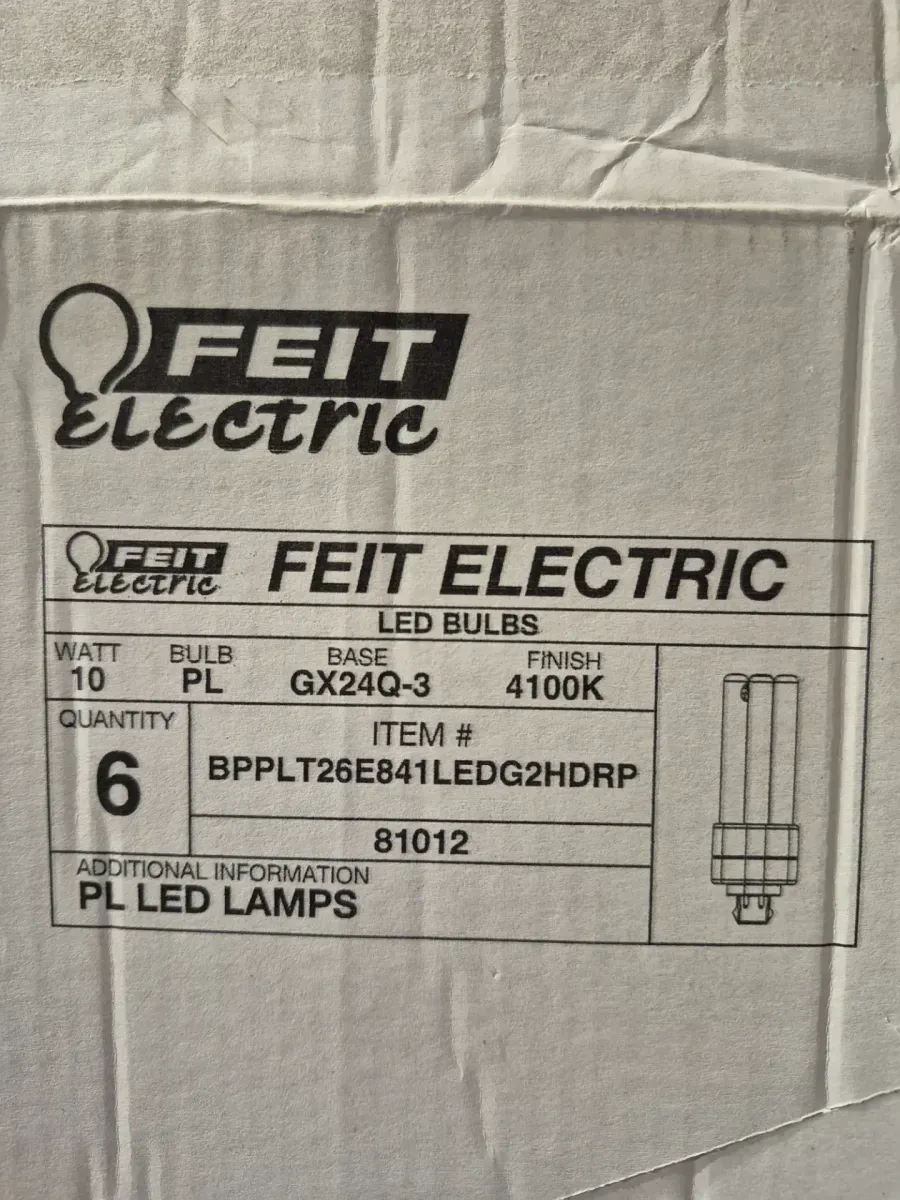 FEIT
ELECTRIC
FEIT
ELECTRIC
FEIT ELECTRIC
LED BULBS
WATT BULB BASE FINISH
10 PL GX24Q-3 4100K
QUANTITY
6
ITEM #
BPPLT26E841LEDG2HDRP
81012
ADDITIONAL INFORMATION
PL LED LAMPS